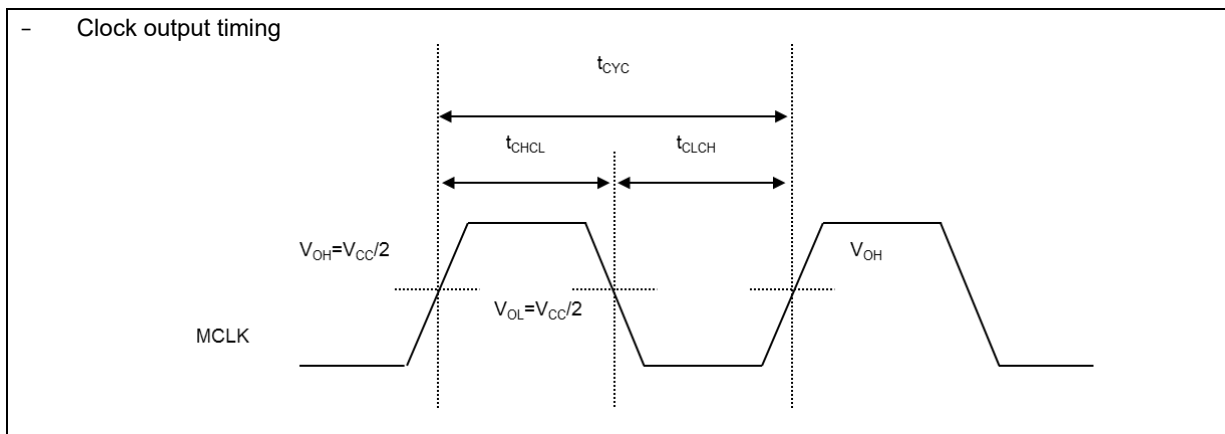 – Clock output timing
tCYC
tCHCL
tCLCH
VOH=VCC/2
VOH
VOL=VCC/2
MCLK